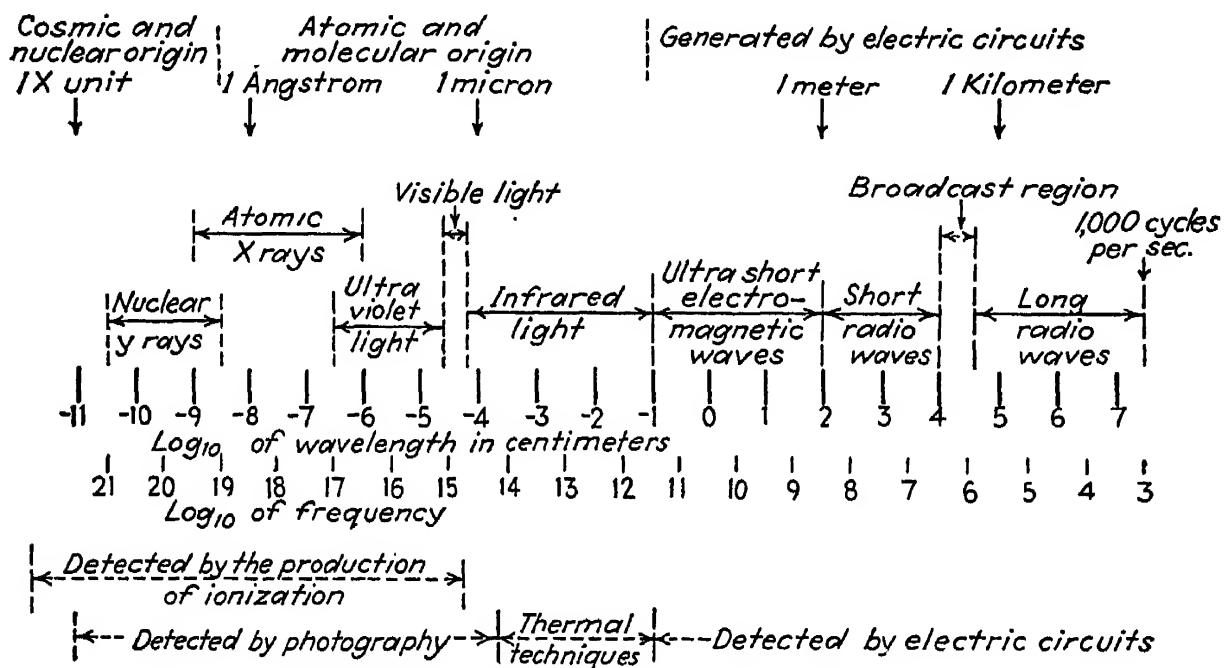 Cosmic and nuclear origin
Atomic and molecular origin
Generated by electric circuits
1X unit
1 Ångstrom
1 micron
1 meter
1 Kilometer
Visible light
Broadcast region
1,000 cycles per sec.
Atomic X rays
Nuclear γ rays
Ultra violet light
Infrared light
Ultra short electro-magnetic waves
Short radio waves
Long radio waves
-11 -10 -9 -8 -7 -6 -5 -4 -3 -2 -1 0 1 2 3 4 5 6 7
Log10 of wavelength in centimeters
21 20 19 18 17 16 15 14 13 12 11 10 9 8 7 6 5 4 3
Log10 of frequency
Detected by the production of ionization
Detected by photography
Thermal techniques
Detected by electric circuits